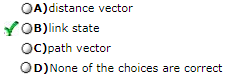 A)distance vector
B)link state
C)path vector
D)None of the choices are correct